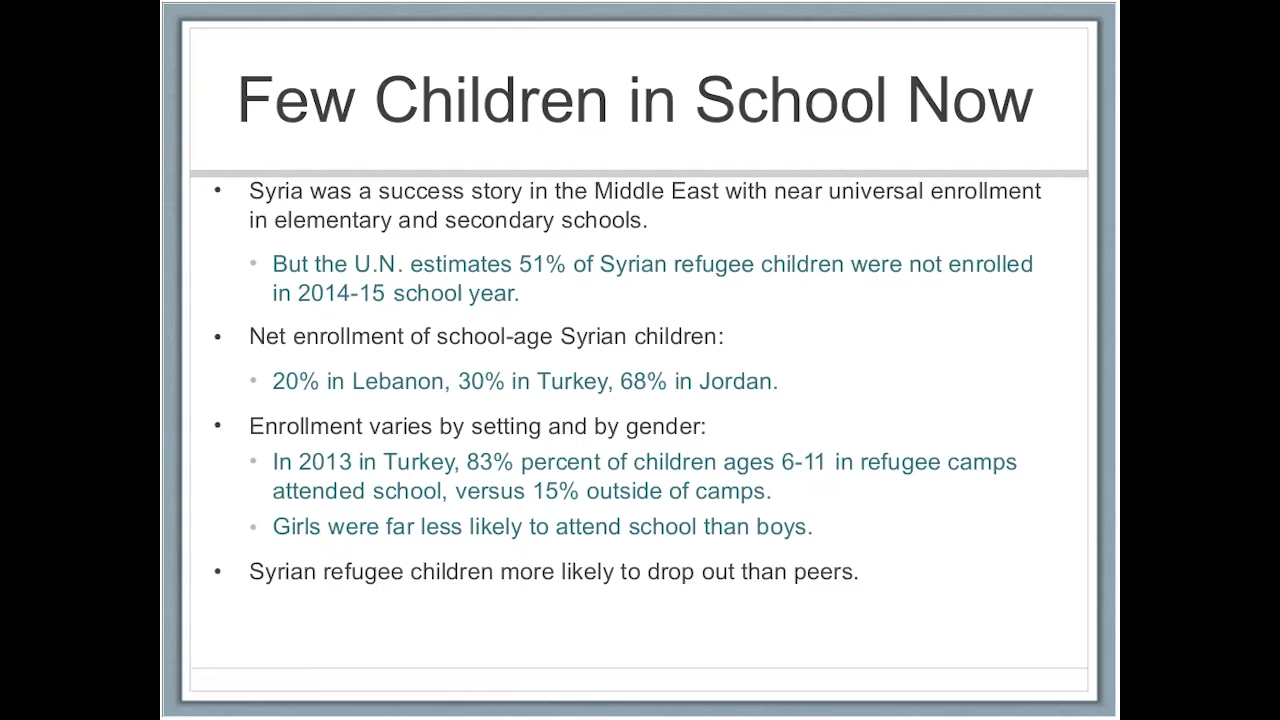 Few Children in School Now
• Syria was a success story in the Middle East with near universal enrollment
in elementary and secondary schools.
• But the U.N. estimates 51% of Syrian refugee children were not enrolled
in 2014-15 school year.
• Net enrollment of school-age Syrian children:
• 20% in Lebanon, 30% in Turkey, 68% in Jordan.
• Enrollment varies by setting and by gender:
• In 2013 in Turkey, 83% percent of children ages 6-11 in refugee camps
attended school, versus 15% outside of camps.
• Girls were far less likely to attend school than boys.
• Syrian refugee children more likely to drop out than peers.